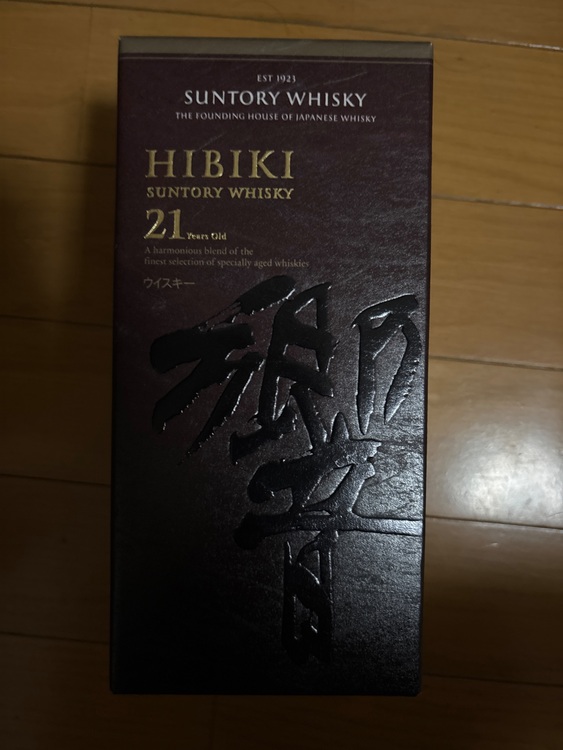 EST 1923
SUNTORY WHISKY
THE FOUNDING HOUSE OF JAPANESE WHISKY
HIBIKI
SUNTORY WHISKY
21 Years Old
A harmonious blend of the
finest selection of specially aged whiskies
ウイスキー
響